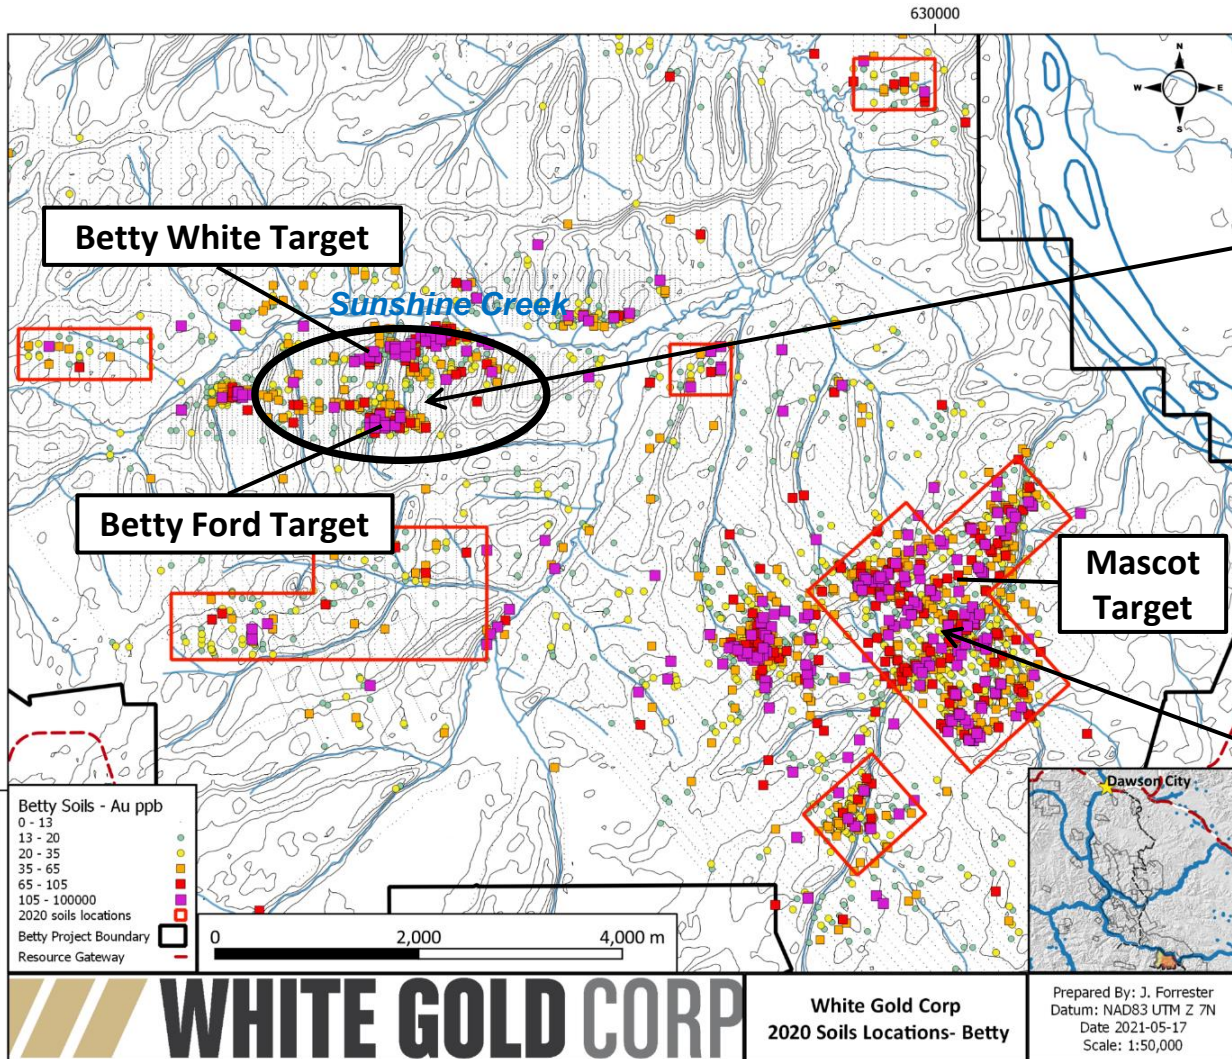 630000
N
W E
S
Betty White Target
Sunshine Creek
Betty Ford Target
Mascot
Target
Dawson City
Betty Soils - Au ppb
0 - 13
13 - 20
20 - 35
35 - 65
65 - 105
105 - 100000
2020 soils locations
Betty Project Boundary
Resource Gateway
0 2,000 4,000 m
WHITE GOLD CORP
White Gold Corp
2020 Soils Locations- Betty
Prepared By: J. Forrester
Datum: NAD83 UTM Z 7N
Date 2021-05-17
Scale: 1:50,000